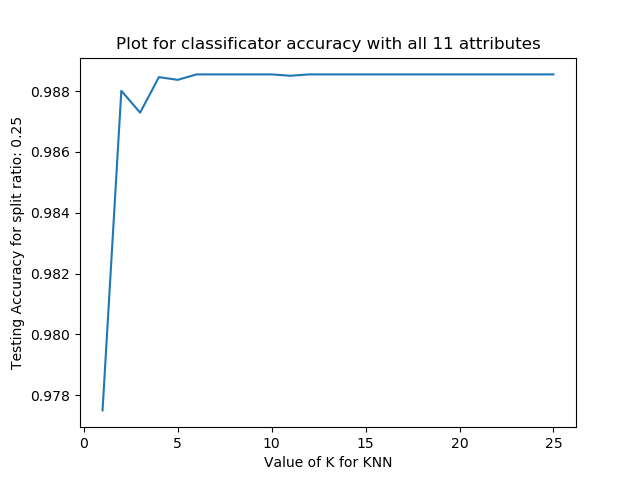 Plot for classificator accuracy with all 11 attributes
0.988
0.986
0.984
0.982
0.980
0.978
Testing Accuracy for split ratio: 0.25
0 5 10 15 20 25
Value of K for KNN